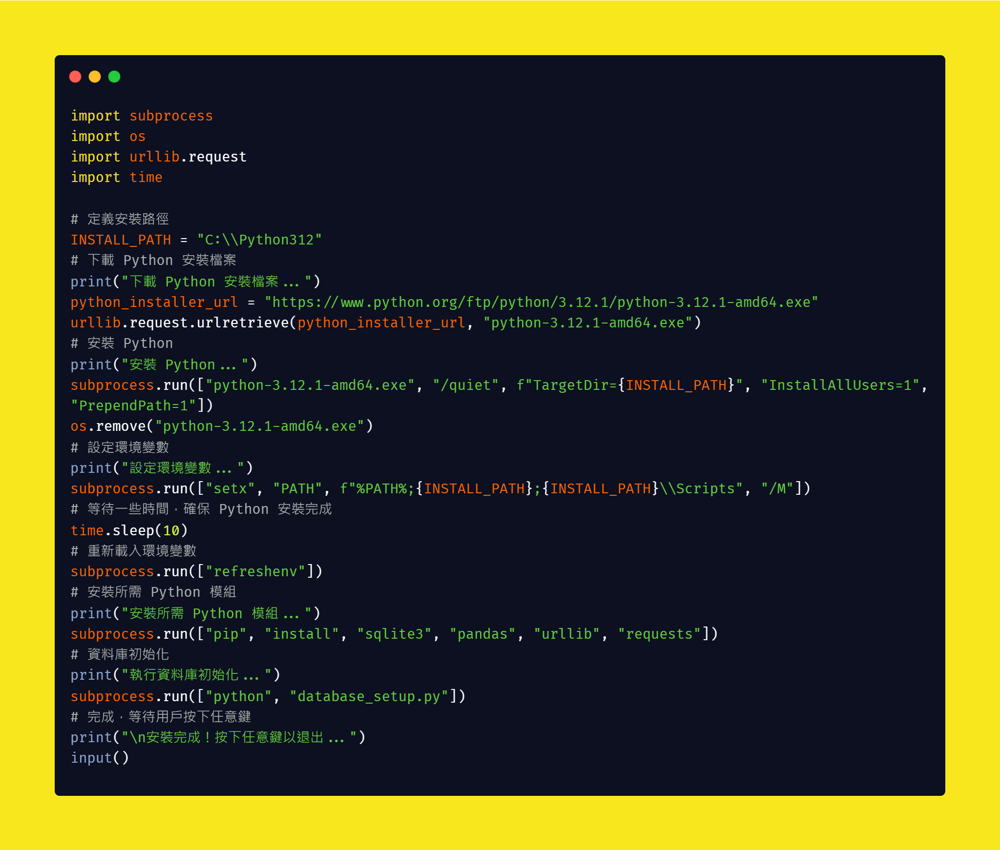 import subprocess
import os
import urllib.request
import time
# 定義安裝路徑
INSTALL_PATH = "C:\\Python312"
# 下載 Python 安裝檔案
print("下載 Python 安裝檔案...")
python_installer_url = "https://www.python.org/ftp/python/3.12.1/python-3.12.1-amd64.exe"
urllib.request.urlretrieve(python_installer_url, "python-3.12.1-amd64.exe")
# 安裝 Python
print("安裝 Python...")
subprocess.run(["python-3.12.1-amd64.exe", "/quiet", f"TargetDir={INSTALL_PATH}", "InstallAllUsers=1",
"PrependPath=1"])
os.remove("python-3.12.1-amd64.exe")
# 設定環境變數
print("設定環境變數...")
subprocess.run(["setx", "PATH", f"%PATH%;{INSTALL_PATH};{INSTALL_PATH}\\Scripts", "/M"])
# 等待一些時間，確保 Python 安裝完成
time.sleep(10)
# 重新載入環境變數
subprocess.run(["refreshenv"])
# 安裝所需 Python 模組
print("安裝所需 Python 模組...")
subprocess.run(["pip", "install", "sqlite3", "pandas", "urllib", "requests"])
# 資料庫初始化
print("執行資料庫初始化...")
subprocess.run(["python", "database_setup.py"])
# 完成，等待用戶按下任意鍵
print("\n安裝完成！按下任意鍵以退出...")
input()